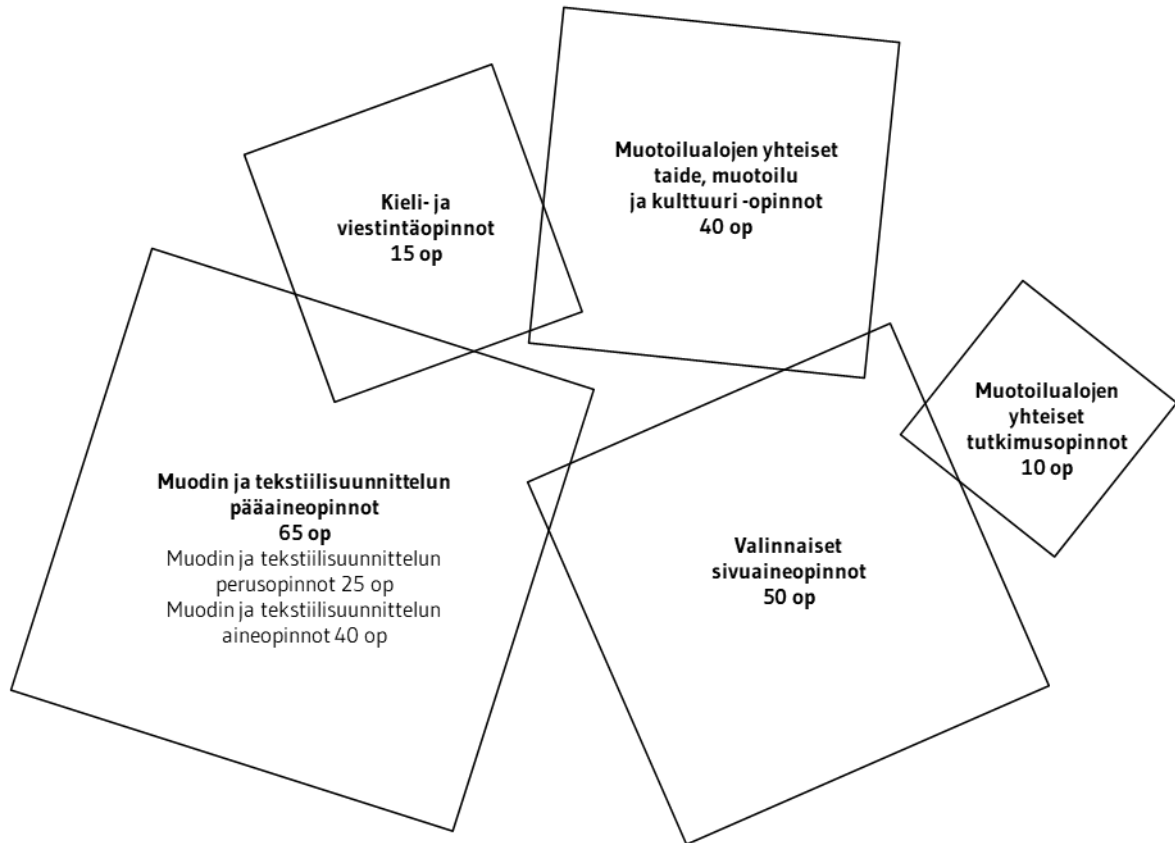 Muotoilualojen yhteiset
taide, muotoilu
ja kulttuuri -opinnot
40 op
Kieli- ja
viestintäopinnot
15 op
Muotoilualojen
yhteiset
tutkimusopinnot
10 op
Muodin ja tekstiilisuunnittelun
pääaineopinnot
65 op
Muodin ja tekstiilisuunnittelun
perusopinnot 25 op
Muodin ja tekstiilisuunnittelun
aineopinnot 40 op
Valinnaiset
sivuaineopinnot
50 op